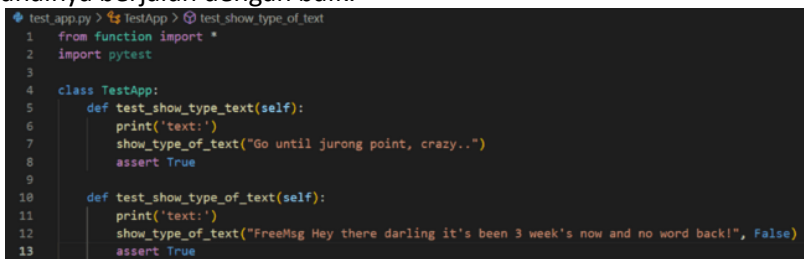 berjalan dengan baik.
test_app.py > TestApp > test_show_type_of_text
1 from function import *
2 import pytest
3
4 class TestApp:
5 def test_show_type_text(self):
6 print('text:')
7 show_type_of_text("Go until jurong point, crazy..")
8 assert True
9
10 def test_show_type_of_text(self):
11 print('text:')
12 show_type_of_text("FreeMsg Hey there darling it's been 3 week's now and no word back!", False)
13 assert True